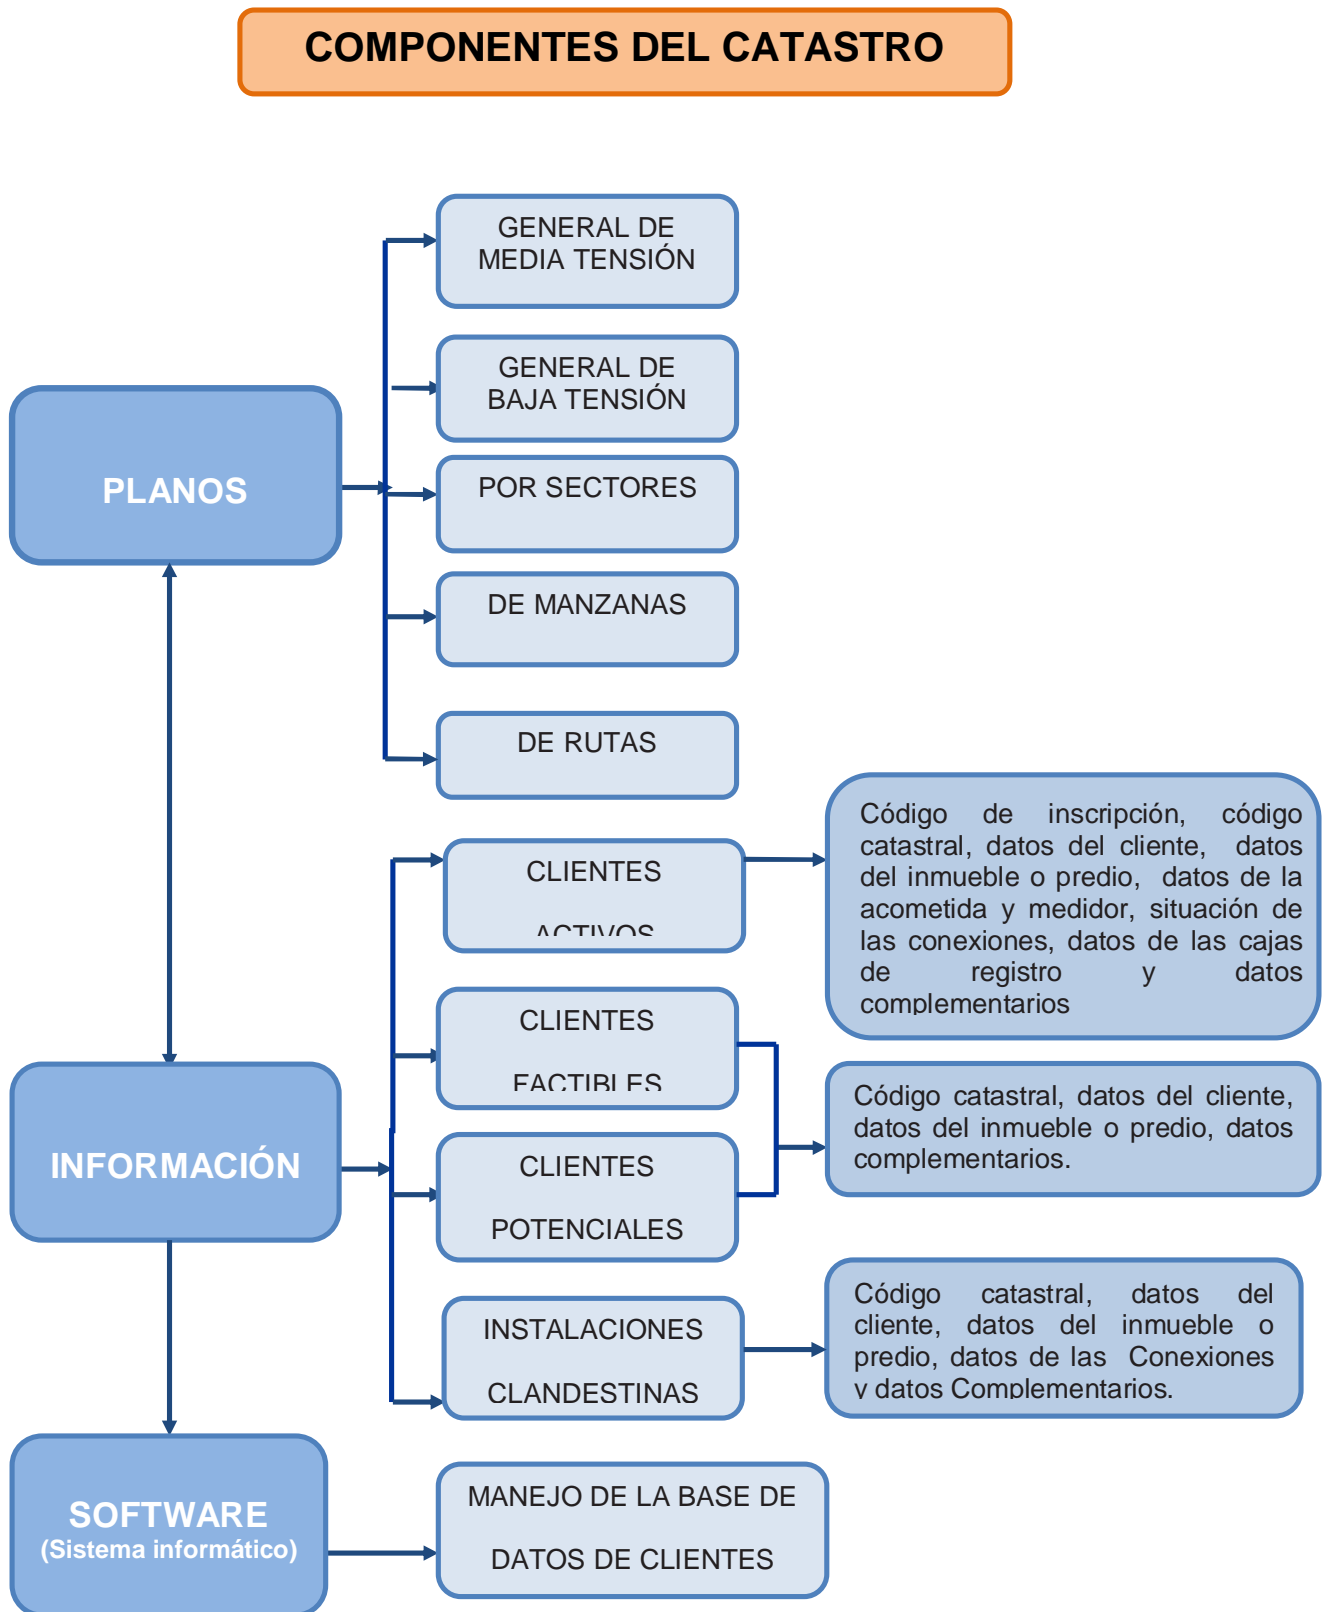 COMPONENTES DEL CATASTRO
GENERAL DE
MEDIA TENSIÓN
GENERAL DE
BAJA TENSIÓN
PLANOS
POR SECTORES
DE MANZANAS
DE RUTAS
CLIENTES
ACTIVOS
Código de inscripción, código
catastral, datos del cliente, datos
del inmueble o predio, datos de la
acometida y medidor, situación de
las conexiones, datos de las cajas
de registro y datos
complementarios
CLIENTES
FACTIBLES
Código catastral, datos del cliente,
datos del inmueble o predio, datos
complementarios.
INFORMACIÓN
CLIENTES
POTENCIALES
INSTALACIONES
CLANDESTINAS
Código catastral, datos del
cliente, datos del inmueble o
predio, datos de las Conexiones
y datos Complementarios.
SOFTWARE
(Sistema informático)
MANEJO DE LA BASE DE
DATOS DE CLIENTES